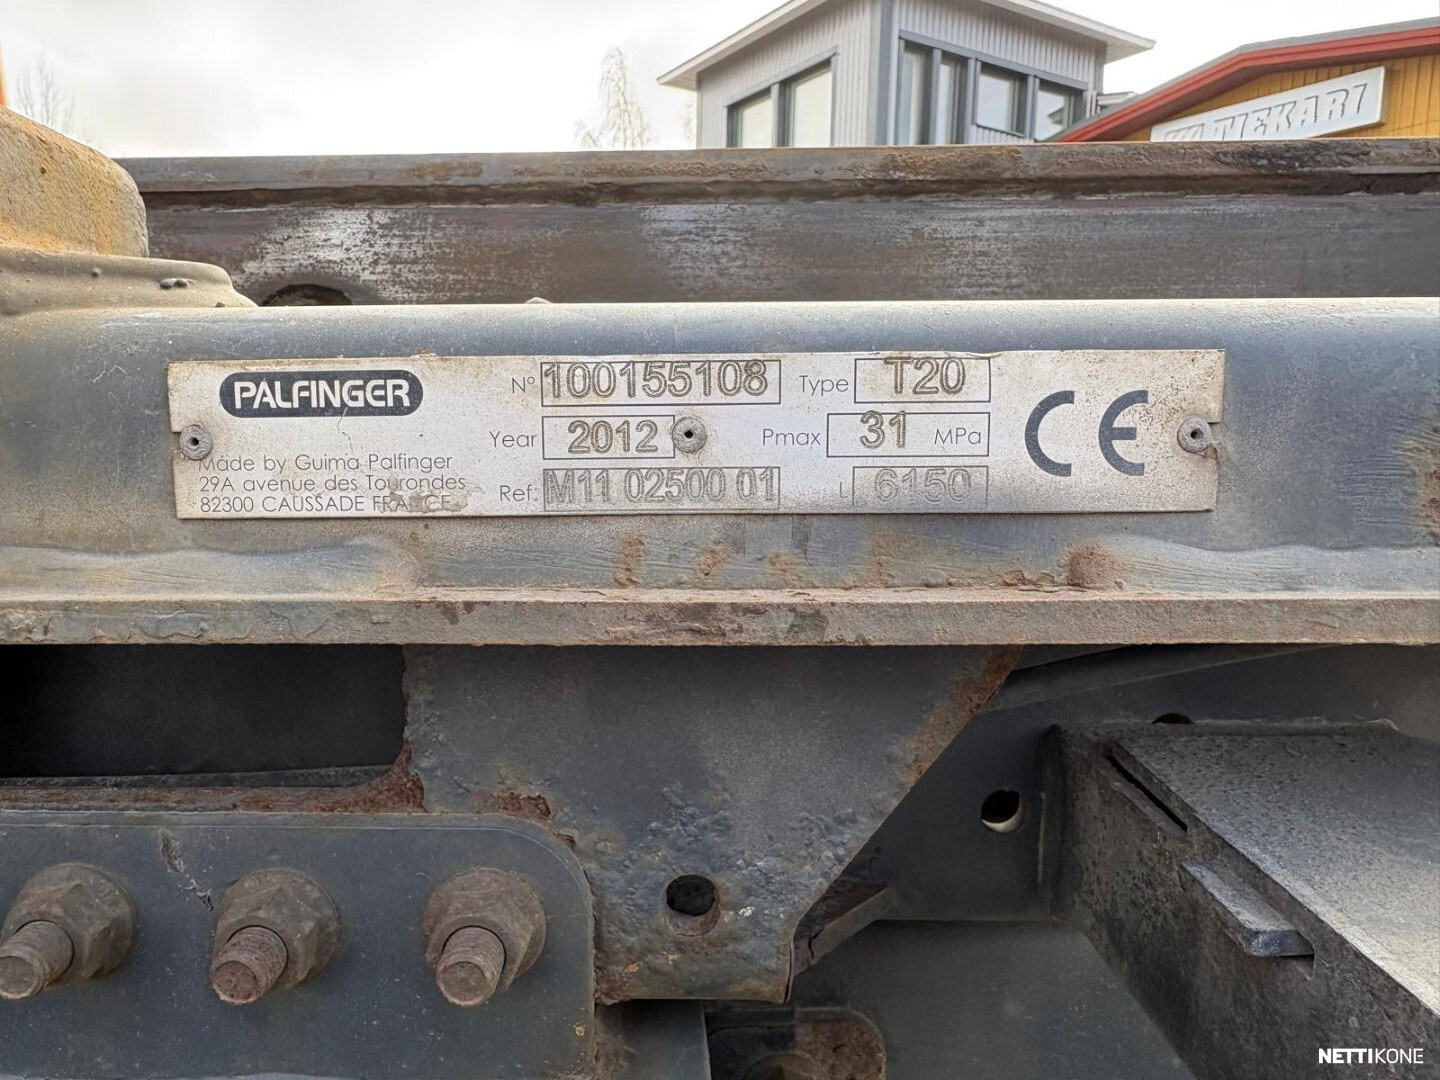 PALFINGER
N° 100155108 Type T20
Year 2012 Pmax 31 MPa
Made by Guima Palfinger
29A avenue des Tourondes
82300 CAUSSADE FRANCE
Ref. M11 02500 01 L 6150
CE
NETTIKONE